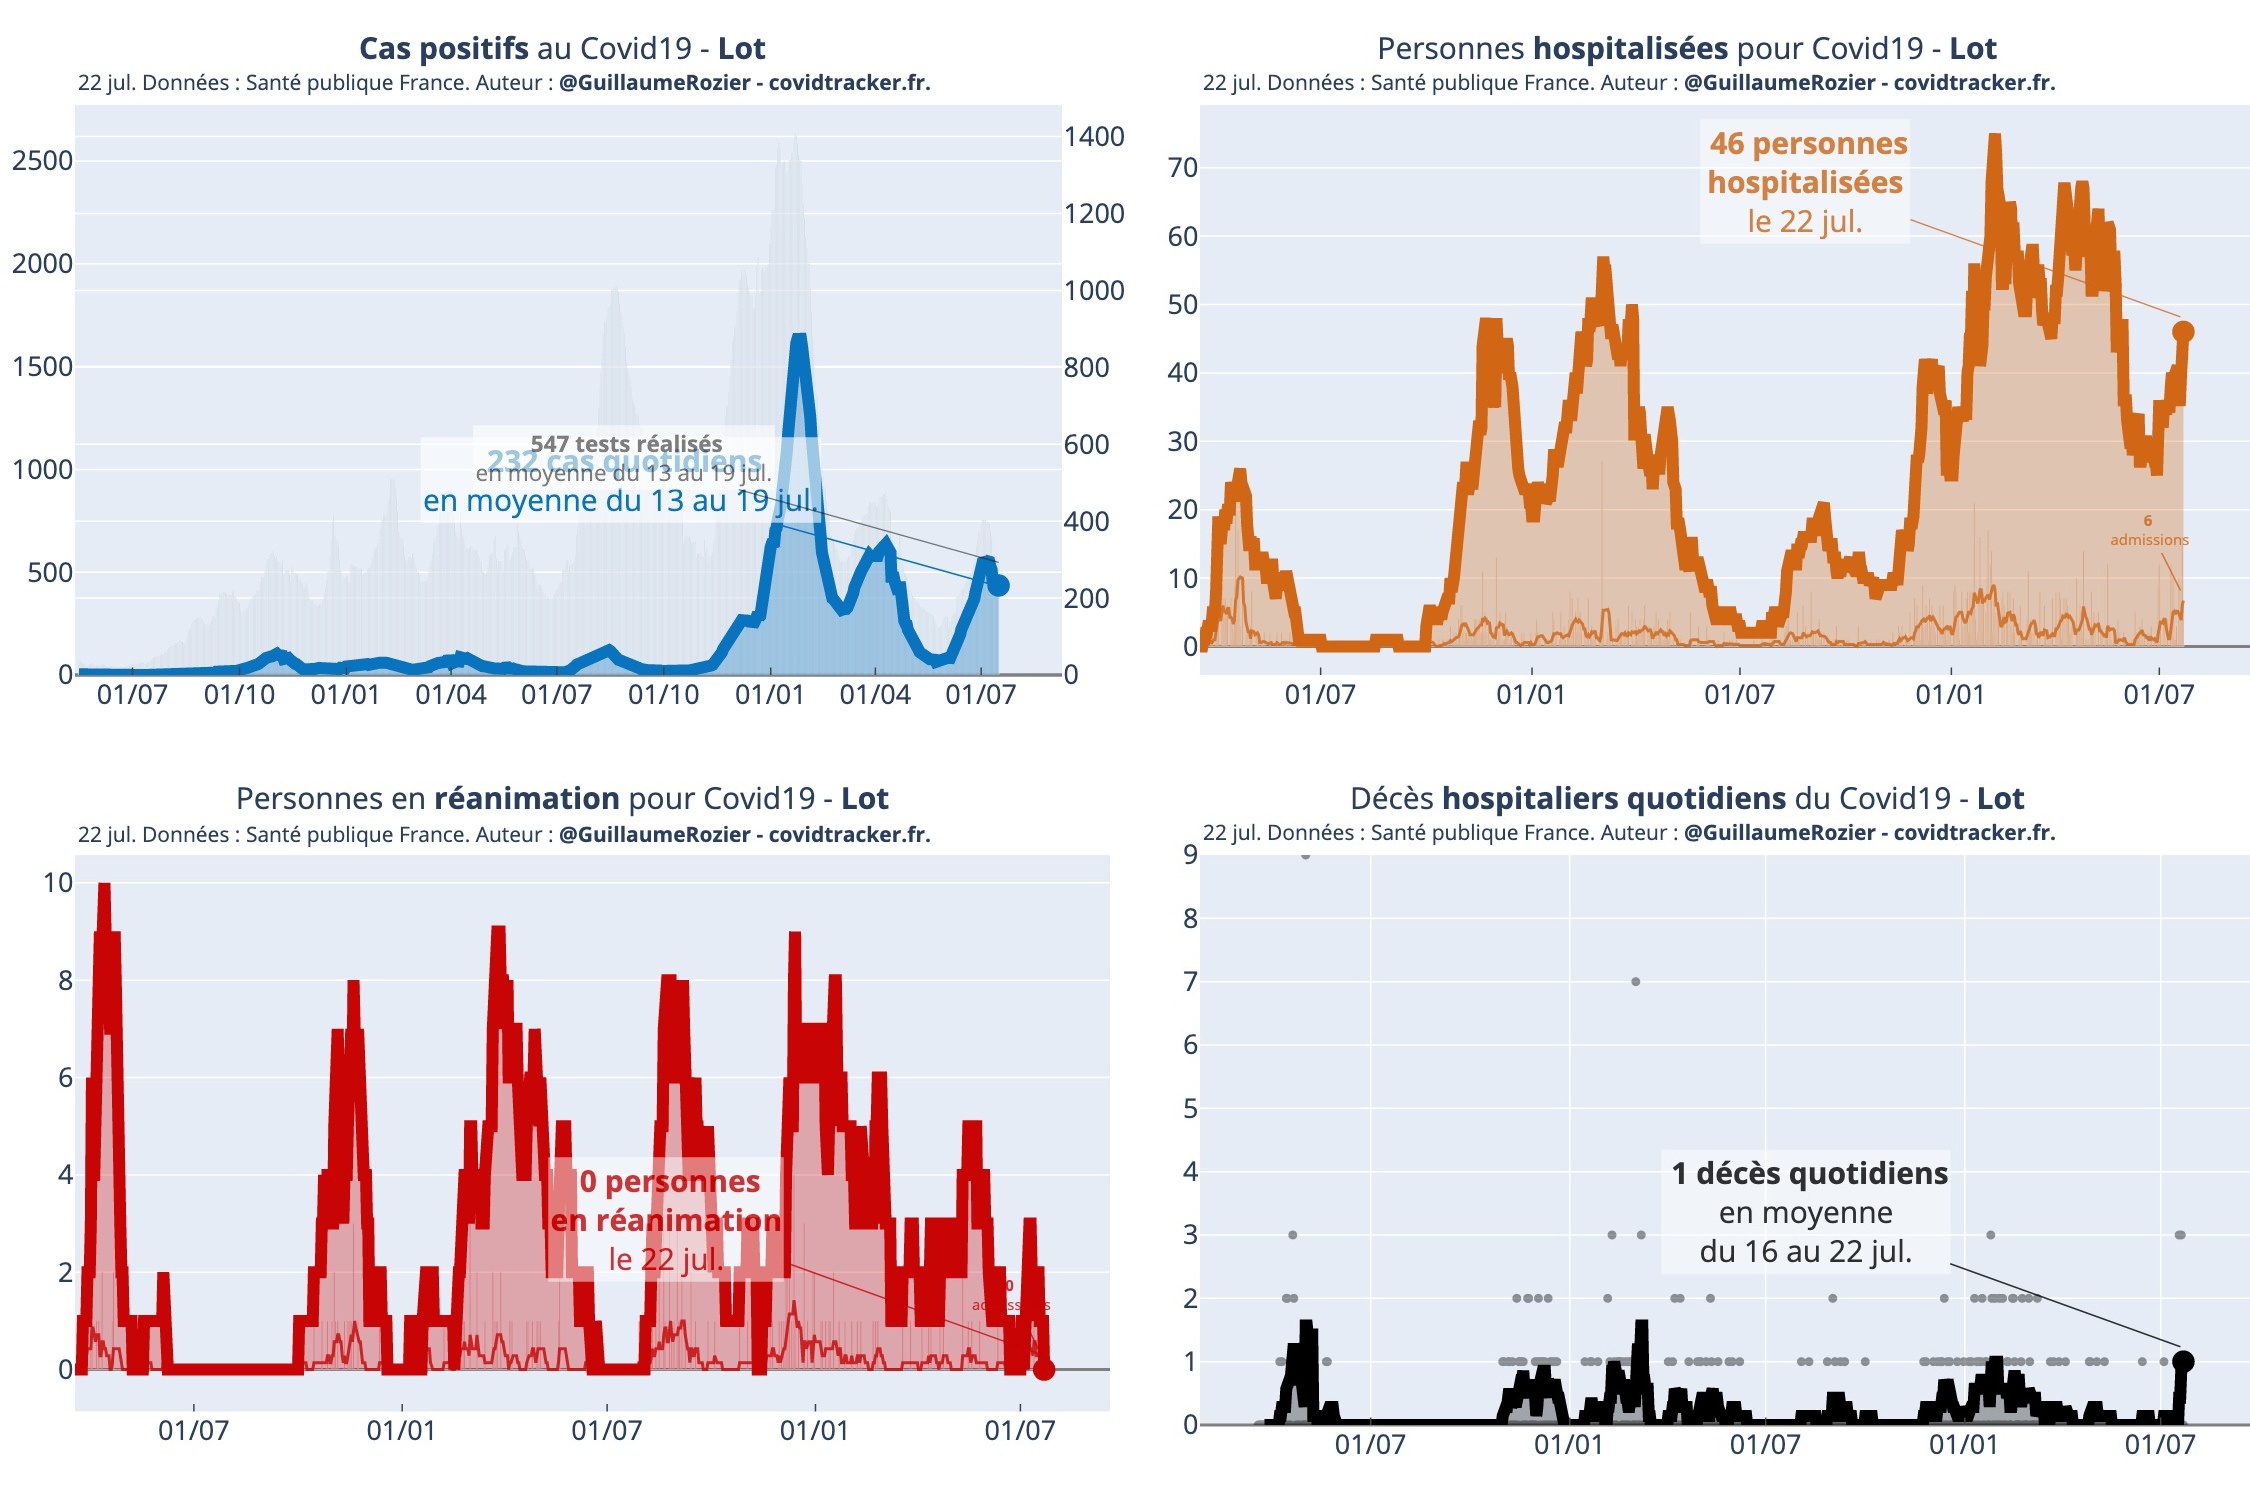 Cas positifs au Covid19 - Lot
22 jul. Données : Santé publique France. Auteur : @GuillaumeRozier - covidtracker.fr.
2500
2000
1500
1000
500
0
1400
1200
1000
800
600
400
200
0
547 tests réalisés
en moyenne du 13 au 19 jul.
232 cas quotidiens
en moyenne du 13 au 19 jul.
01/07 01/10 01/01 01/04 01/07 01/10 01/01 01/04 01/07
Personnes hospitalisées pour Covid19 - Lot
22 jul. Données : Santé publique France. Auteur : @GuillaumeRozier - covidtracker.fr.
70
60
50
40
30
20
10
0
46 personnes
hospitalisées
le 22 jul.
6
admissions
01/07 01/01 01/07 01/01 01/07
Personnes en réanimation pour Covid19 - Lot
22 jul. Données : Santé publique France. Auteur : @GuillaumeRozier - covidtracker.fr.
10
8
6
4
2
0
0 personnes
en réanimation
le 22 jul.
0
admissions
01/07 01/01 01/07 01/01 01/07
Décès hospitaliers quotidiens du Covid19 - Lot
22 jul. Données : Santé publique France. Auteur : @GuillaumeRozier - covidtracker.fr.
9
8
7
6
5
4
3
2
1
0
1 décès quotidiens
en moyenne
du 16 au 22 jul.
01/07 01/01 01/07 01/01 01/07